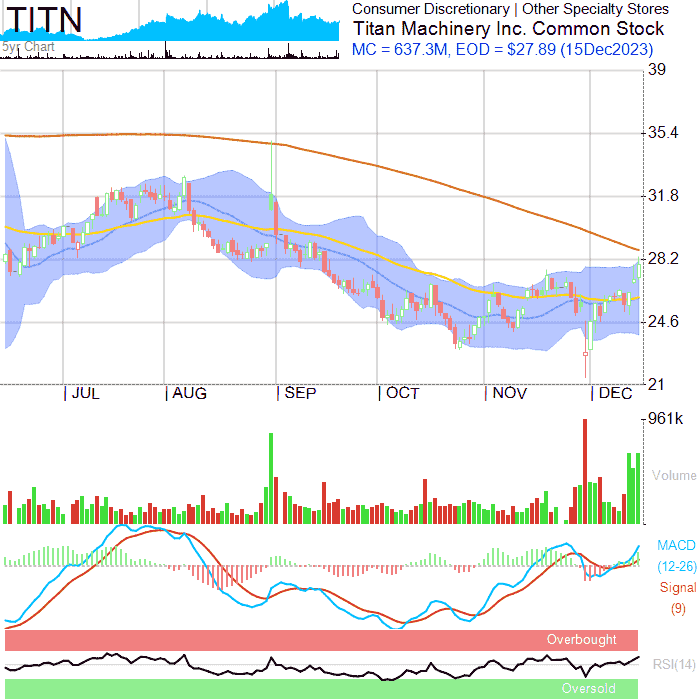 TITN
5yr Chart
Consumer Discretionary | Other Specialty Stores
Titan Machinery Inc. Common Stock
MC = 637.3M, EOD = $27.89 (15Dec2023)
39
35.4
31.8
28.2
24.6
21
JUL AUG SEP OCT NOV DEC
961k
Volume
MACD
(12-26)
Signal
(9)
Overbought
RSI(14)
Oversold